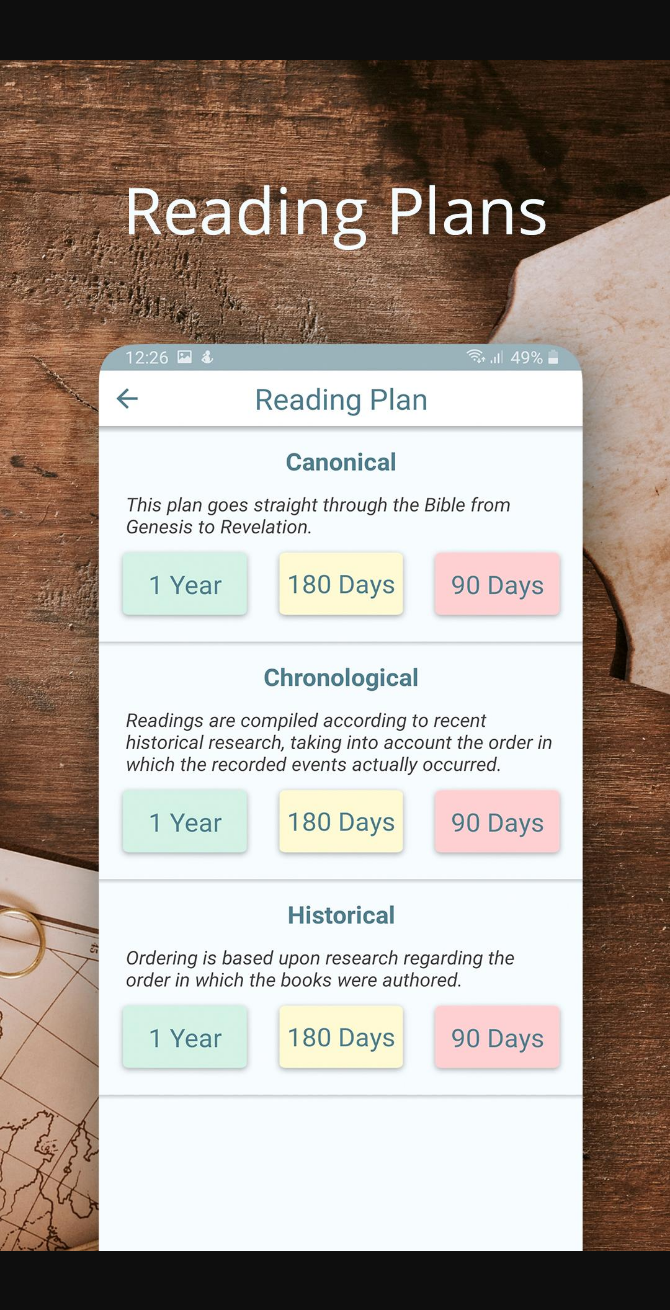 Reading Plans
12:26 49%
Reading Plan
Canonical
This plan goes straight through the Bible from
Genesis to Revelation.
1 Year 180 Days 90 Days
Chronological
Readings are compiled according to recent
historical research, taking into account the order in
which the recorded events actually occurred.
1 Year 180 Days 90 Days
Historical
Ordering is based upon research regarding the
order in which the books were authored.
1 Year 180 Days 90 Days